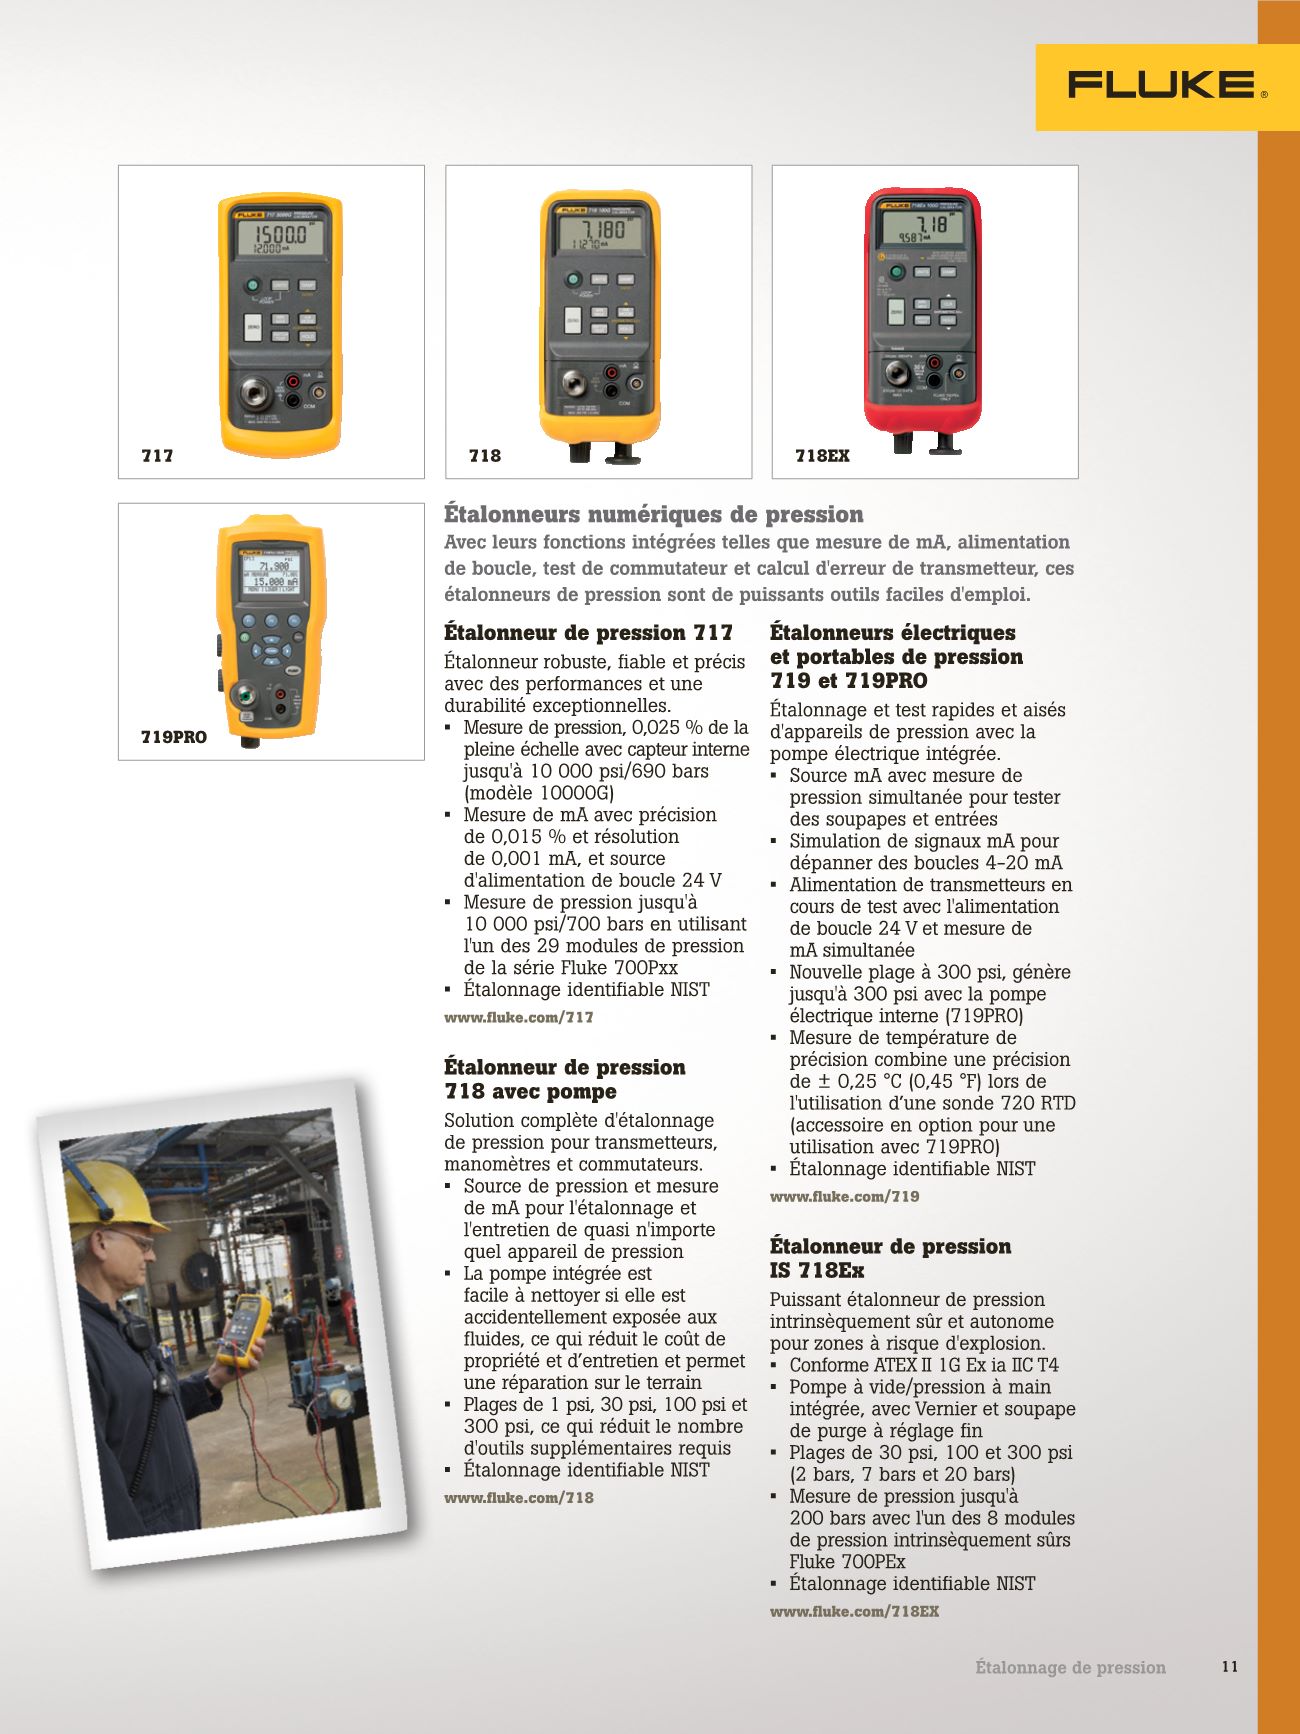 FLUKE®
717
718
718EX
719PRO
Étalonneurs numériques de pression
Avec leurs fonctions intégrées telles que mesure de mA, alimentation
de boucle, test de commutateur et calcul d'erreur de transmetteur, ces
étalonneurs de pression sont de puissants outils faciles d'emploi.
Étalonneur de pression 717
Étalonneur robuste, fiable et précis
avec des performances et une
durabilité exceptionnelles.
▪ Mesure de pression, 0,025 % de la
pleine échelle avec capteur interne
jusqu'à 10 000 psi/690 bars
(modèle 10000G)
▪ Mesure de mA avec précision
de 0,015 % et résolution
de 0,001 mA, et source
d'alimentation de boucle 24 V
▪ Mesure de pression jusqu'à
10 000 psi/700 bars en utilisant
l'un des 29 modules de pression
de la série Fluke 700Pxx
▪ Étalonnage identifiable NIST
www.fluke.com/717
Étalonneur de pression
718 avec pompe
Solution complète d'étalonnage
de pression pour transmetteurs,
manomètres et commutateurs.
▪ Source de pression et mesure
de mA pour l'étalonnage et
l'entretien de quasi n'importe
quel appareil de pression
▪ La pompe intégrée est
facile à nettoyer si elle est
accidentellement exposée aux
fluides, ce qui réduit le coût de
propriété et d’entretien et permet
une réparation sur le terrain
▪ Plages de 1 psi, 30 psi, 100 psi et
300 psi, ce qui réduit le nombre
d'outils supplémentaires requis
▪ Étalonnage identifiable NIST
www.fluke.com/718
Étalonneurs électriques
et portables de pression
719 et 719PRO
Étalonnage et test rapides et aisés
d'appareils de pression avec la
pompe électrique intégrée.
▪ Source mA avec mesure de
pression simultanée pour tester
des soupapes et entrées
▪ Simulation de signaux mA pour
dépanner des boucles 4–20 mA
▪ Alimentation de transmetteurs en
cours de test avec l'alimentation
de boucle 24 V et mesure de
mA simultanée
▪ Nouvelle plage à 300 psi, génère
jusqu'à 300 psi avec la pompe
électrique interne (719PRO)
▪ Mesure de température de
précision combine une précision
de ± 0,25 °C (0,45 °F) lors de
l'utilisation d’une sonde 720 RTD
(accessoire en option pour une
utilisation avec 719PRO)
▪ Étalonnage identifiable NIST
www.fluke.com/719
Étalonneur de pression
IS 718Ex
Puissant étalonneur de pression
intrinsèquement sûr et autonome
pour zones à risque d'explosion.
▪ Conforme ATEX II 1G Ex ia IIC T4
▪ Pompe à vide/pression à main
intégrée, avec Vernier et soupape
de purge à réglage fin
▪ Plages de 30 psi, 100 et 300 psi
(2 bars, 7 bars et 20 bars)
▪ Mesure de pression jusqu'à
200 bars avec l'un des 8 modules
de pression intrinsèquement sûrs
Fluke 700PEx
▪ Étalonnage identifiable NIST
www.fluke.com/718EX
Étalonnage de pression 11